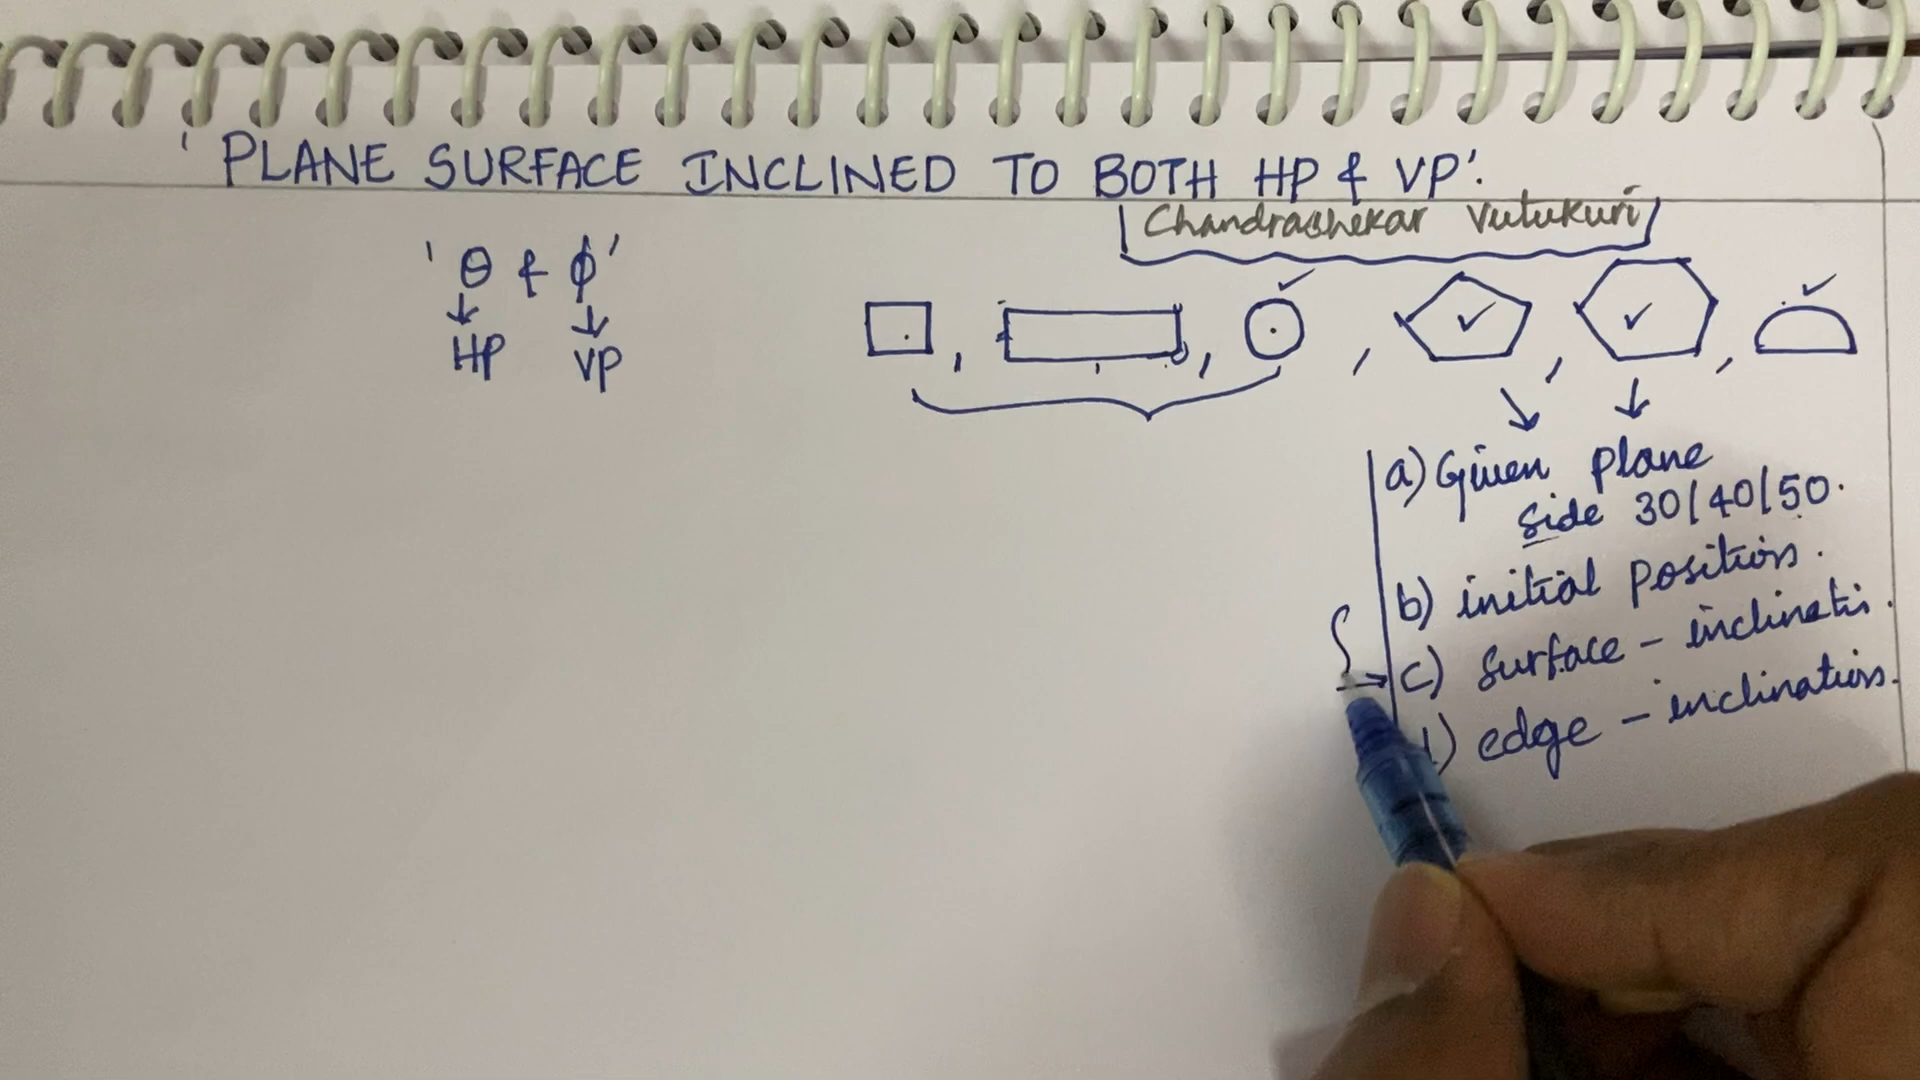 ' PLANE SURFACE INCLINED TO BOTH HP & VP'.
Chandrashekar Vutukuri
' θ & ϕ'
HP VP
a) Given plane
side 30/40/50.
b) initial position.
c) surface - inclinatis.
d) edge - inclination.